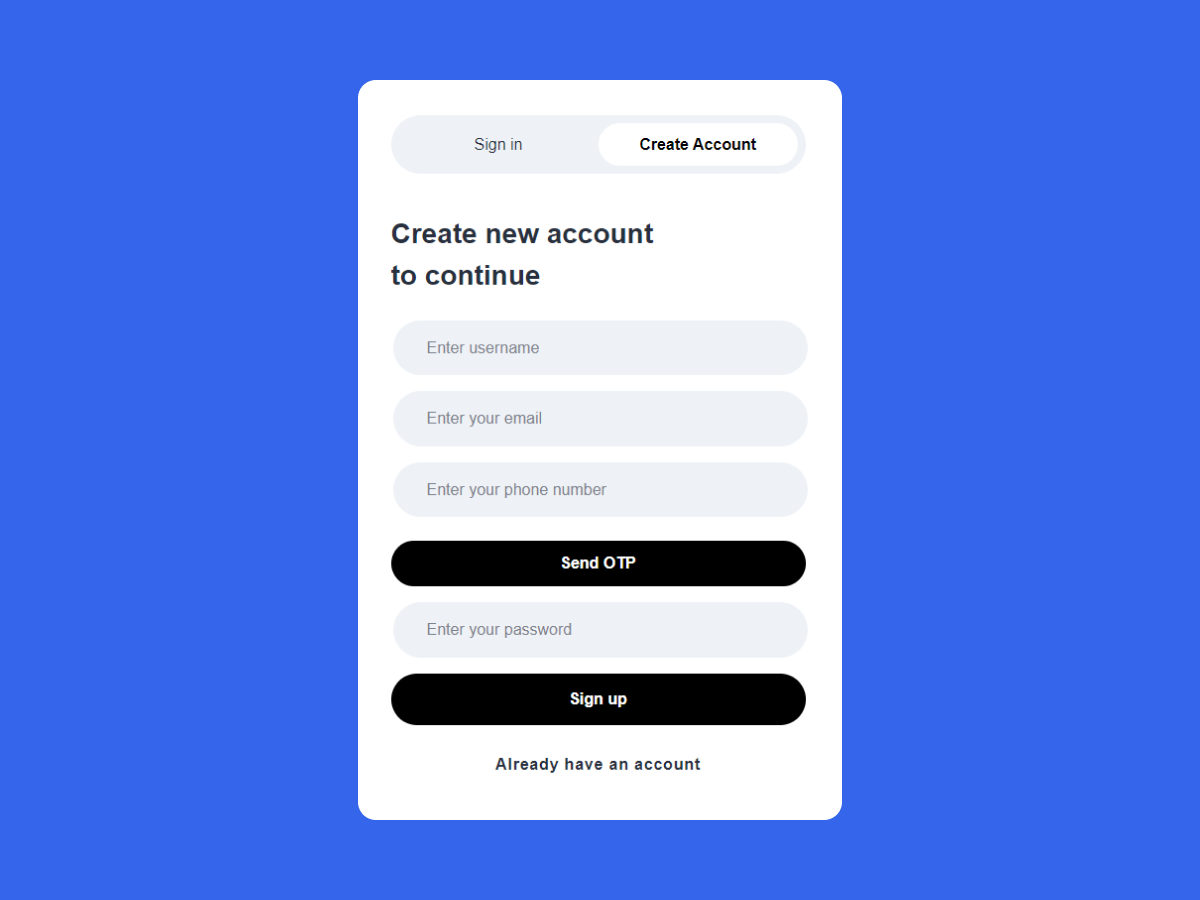 Sign in
Create Account
Create new account
to continue
Enter username
Enter your email
Enter your phone number
Send OTP
Enter your password
Sign up
Already have an account